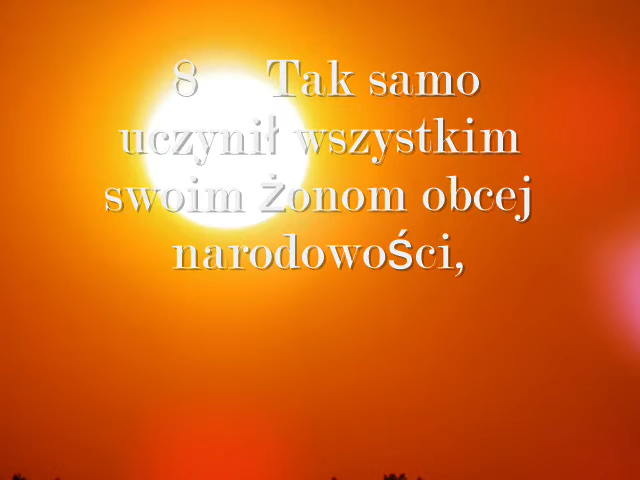 8 Tak samo
uczynił wszystkim
swoim żonom obcej
narodowości,